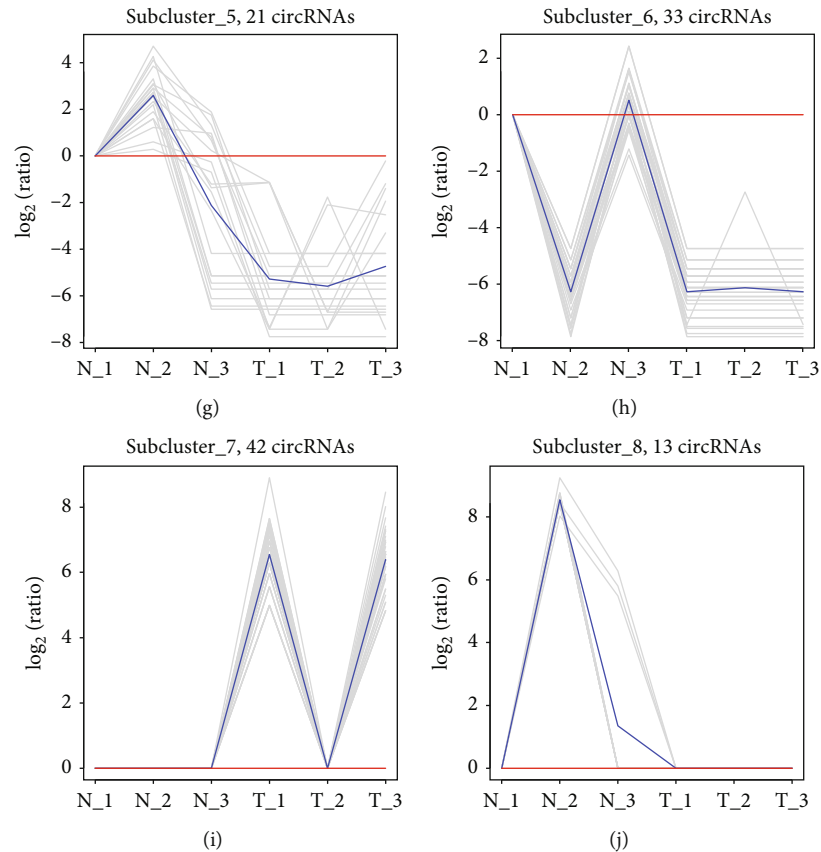 Subcluster_5, 21 circRNAs
4
2
0
−2
−4
−6
−8
log2 (ratio)
N_1 N_2 N_3 T_1 T_2 T_3
(g)
Subcluster_6, 33 circRNAs
2
0
−2
−4
−6
−8
log2 (ratio)
N_1 N_2 N_3 T_1 T_2 T_3
(h)
Subcluster_7, 42 circRNAs
8
6
4
2
0
log2 (ratio)
N_1 N_2 N_3 T_1 T_2 T_3
(i)
Subcluster_8, 13 circRNAs
8
6
4
2
0
log2 (ratio)
N_1 N_2 N_3 T_1 T_2 T_3
(j)